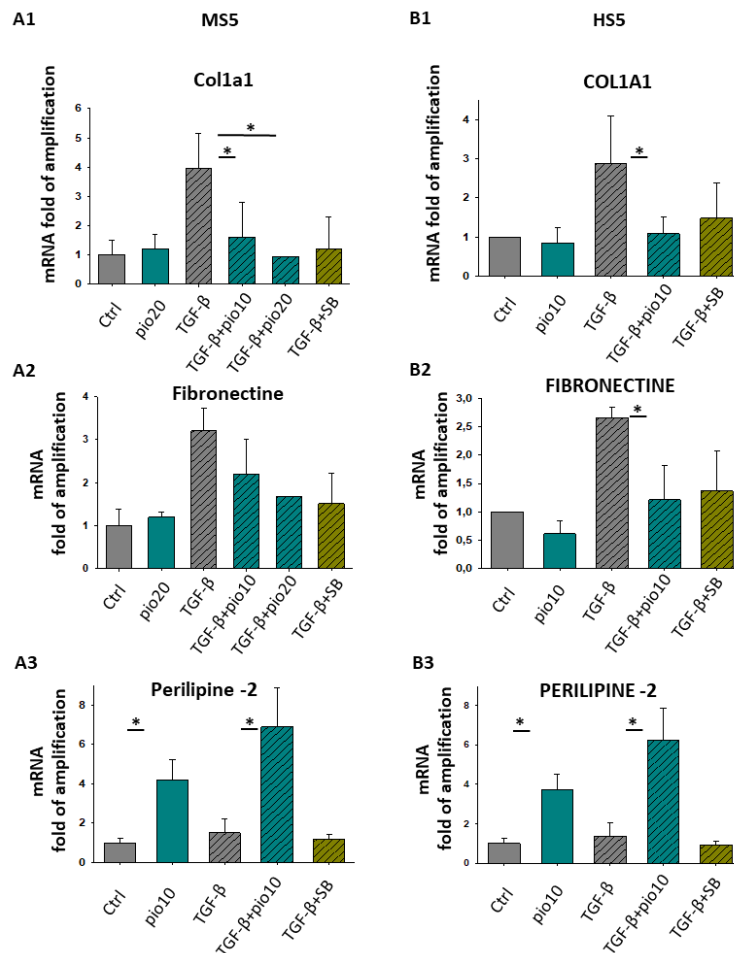 A1
MS5
Col1a1
mRNA fold of amplification
6
5
4
3
2
1
0
*
*
Ctrl
pio20
TGF-β
TGF-β+pio10
TGF-β+pio20
TGF-β+SB
B1
HS5
COL1A1
mRNA fold of amplification
4
3
2
1
0
*
Ctrl
pio10
TGF-β
TGF-β+pio10
TGF-β+SB
A2
Fibronectine
mRNA
fold of amplification
4
3
2
1
0
Ctrl
pio20
TGF-β
TGF-β+pio10
TGF-β+pio20
TGF-β+SB
B2
FIBRONECTINE
mRNA
fold of amplification
3,0
2,5
2,0
1,5
1,0
0,5
0,0
*
Ctrl
pio10
TGF-β
TGF-β+pio10
TGF-β+SB
A3
Perilipine -2
mRNA
fold of amplification
8
6
4
2
0
*
*
Ctrl
pio10
TGF-β
TGF-β+pio10
TGF-β+SB
B3
PERILIPINE -2
mRNA
fold of amplification
8
6
4
2
0
*
*
Ctrl
pio10
TGF-β
TGF-β+pio10
TGF-β+SB